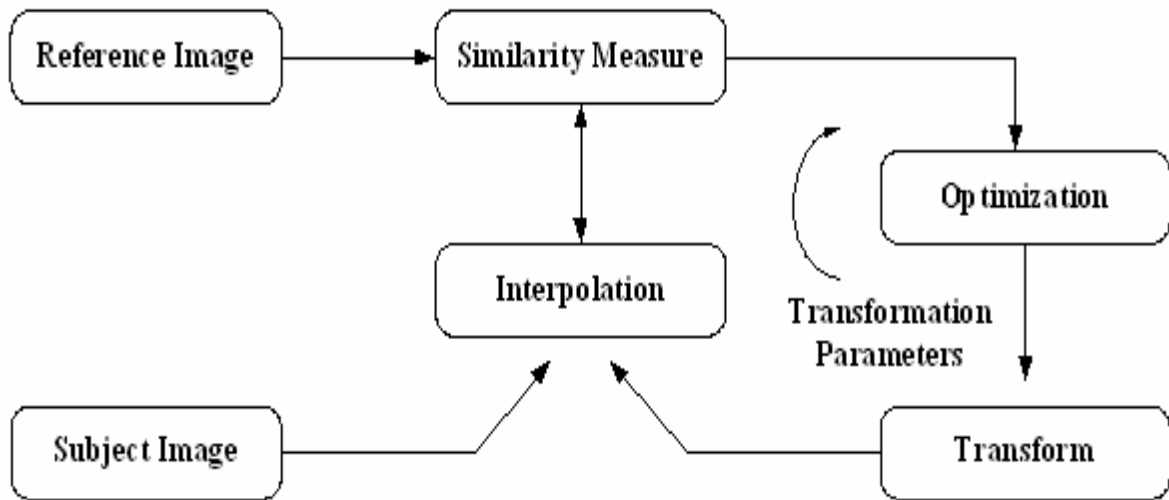 Reference Image
Similarity Measure
Optimization
Interpolation
Transformation
Parameters
Subject Image
Transform